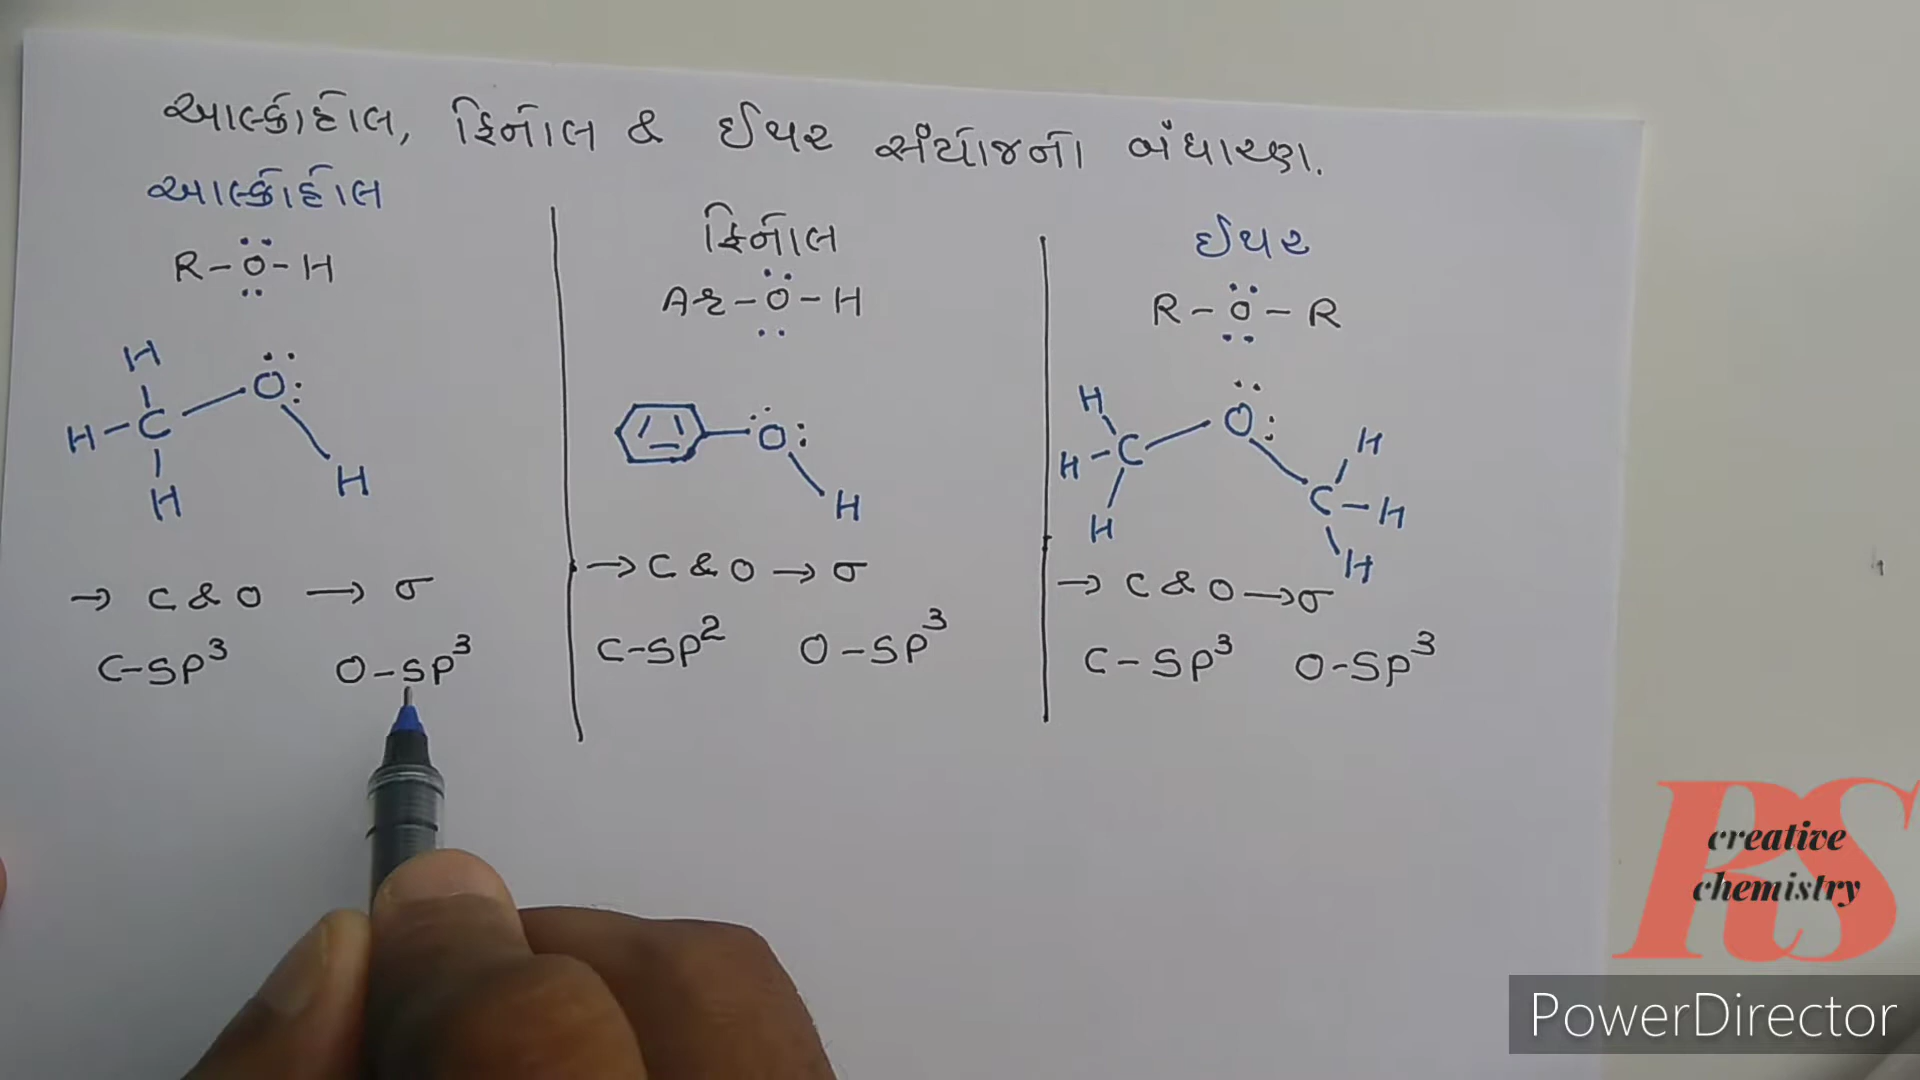 આલ્કોહોલ, ફિનોલ & ઈથર સંયોજનો બંધારણ.
આલ્કોહોલ
R-O-H
H
H-C-O
H
H
→ C & O → σ
C-SP³ O-SP³
ફિનોલ
Ar-O-H
O
H
→ C & O → σ
C-SP² O-SP³
ઈથર
R-O-R
H
H-C-O
H
H
C-H
H
→ C & O → σ
C-SP³ O-SP³
RS
creative
chemistry
PowerDirector